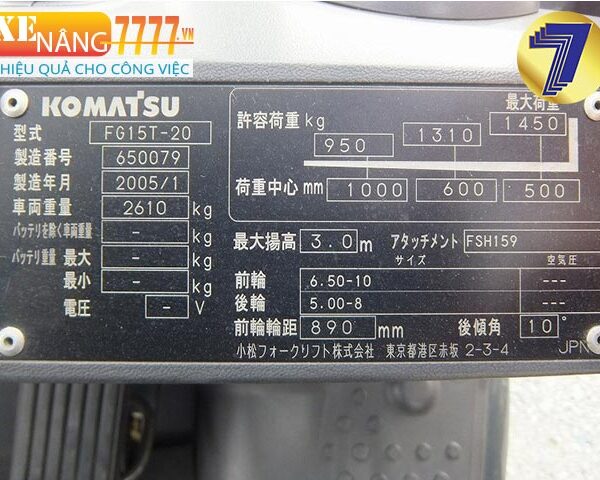 XE
NÂNG7777.VN
HIỆU QUẢ CHO CÔNG VIỆC
7
KOMATSU
型式 FG15T-20
製造番号 650079
製造年月 2005/1
車両重量 2610 kg
バッテリを除く車両重量 - kg
バッテリ重量 最大 - kg
最小 - kg
電圧 - V
最大荷重
許容荷重 kg 950 1310 1450
荷重中心 mm 1000 600 500
最大揚高 3.0 m アタッチメント FSH159
サイズ 空気圧
前輪 6.50-10 ---
後輪 5.00-8 ---
前輪輪距 890 mm 後傾角 10°
小松フォークリフト株式会社 東京都港区赤坂 2-3-4 JPN